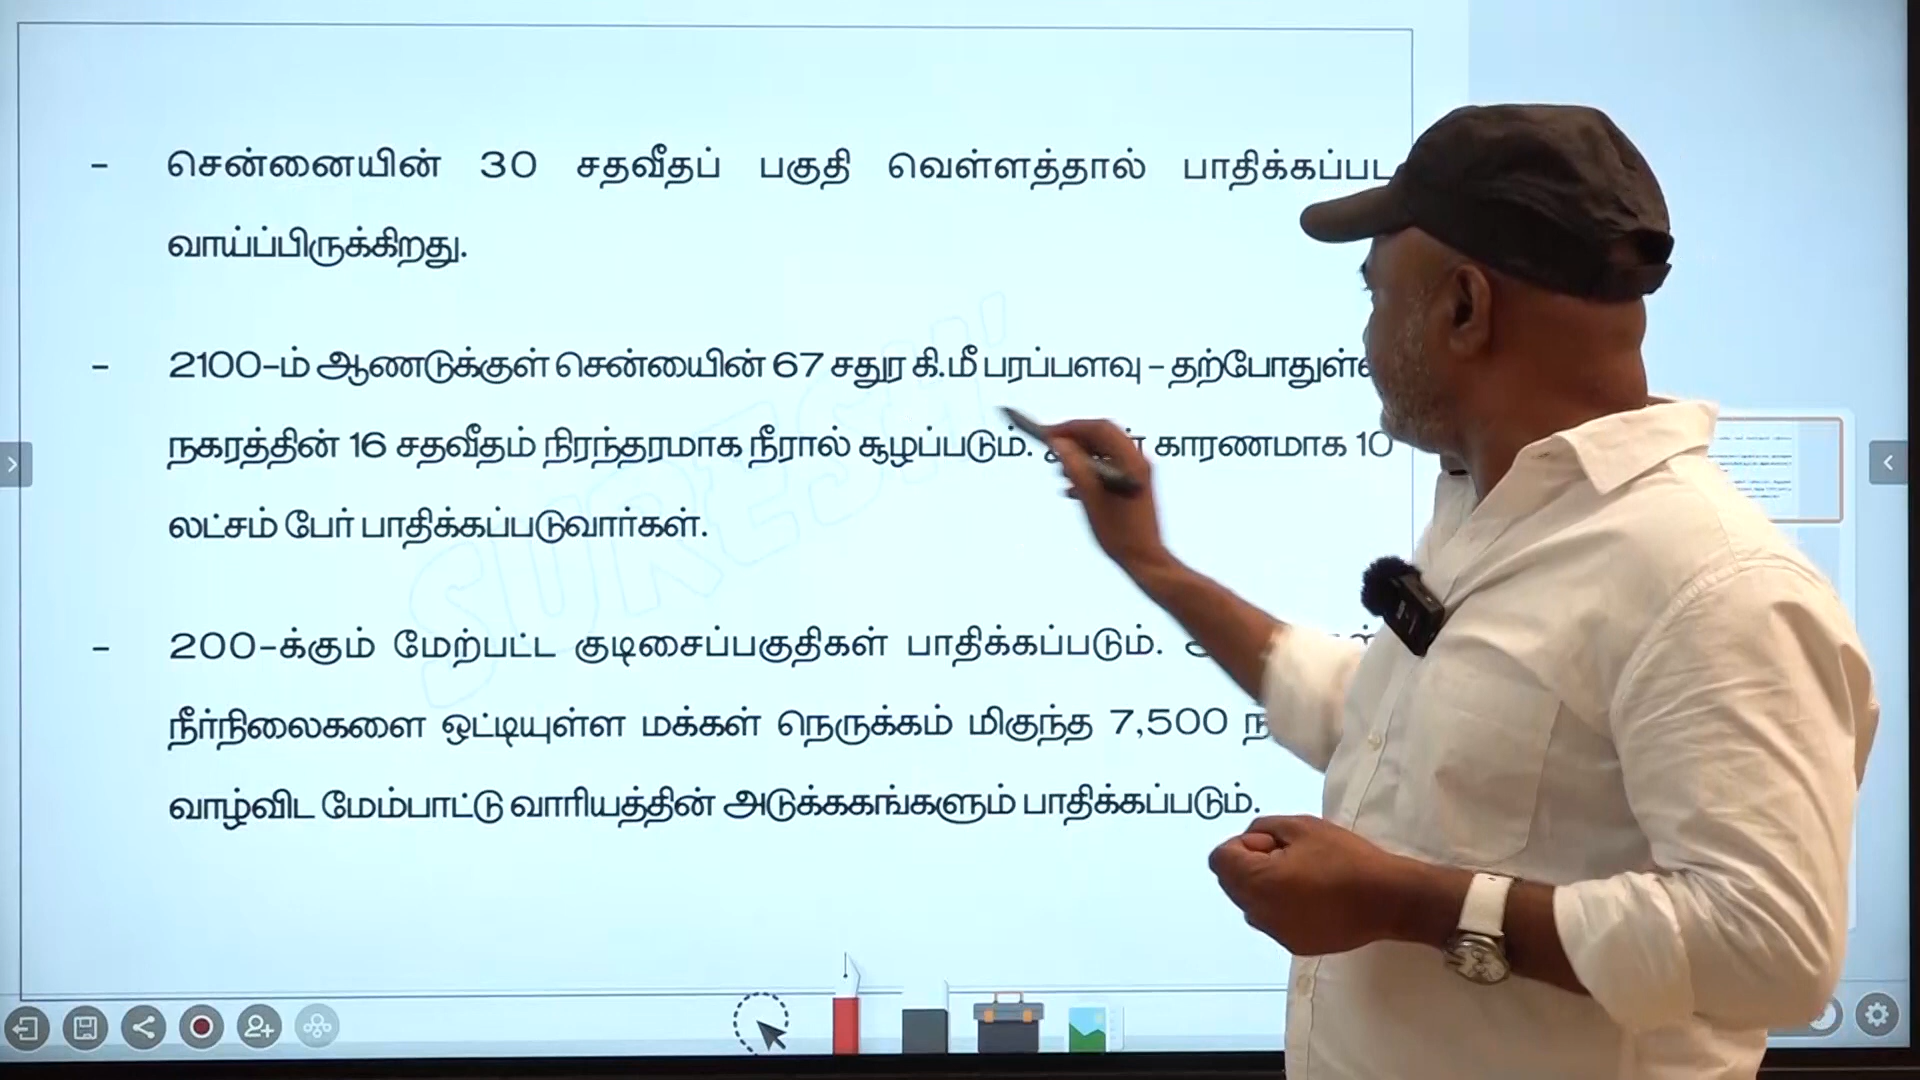 - சென்னையின் 30 சதவீதப் பகுதி வெள்ளத்தால் பாதிக்கப்பட
வாய்ப்பிருக்கிறது.
- 2100-ம் ஆணடுக்குள் சென்யைின் 67 சதுர கி.மீ பரப்பளவு - தற்போதுள்ள
நகரத்தின் 16 சதவீதம் நிரந்தரமாக நீரால் சூழப்படும். காரணமாக 10
லட்சம் பேர் பாதிக்கப்படுவார்கள்.
- 200-க்கும் மேற்பட்ட குடிசைப்பகுதிகள் பாதிக்கப்படும்.
நீர்நிலைகளை ஒட்டியுள்ள மக்கள் நெருக்கம் மிகுந்த 7,500
வாழ்விட மேம்பாட்டு வாரியத்தின் அடுக்ககங்களும் பாதிக்கப்படும்.
SURESH'